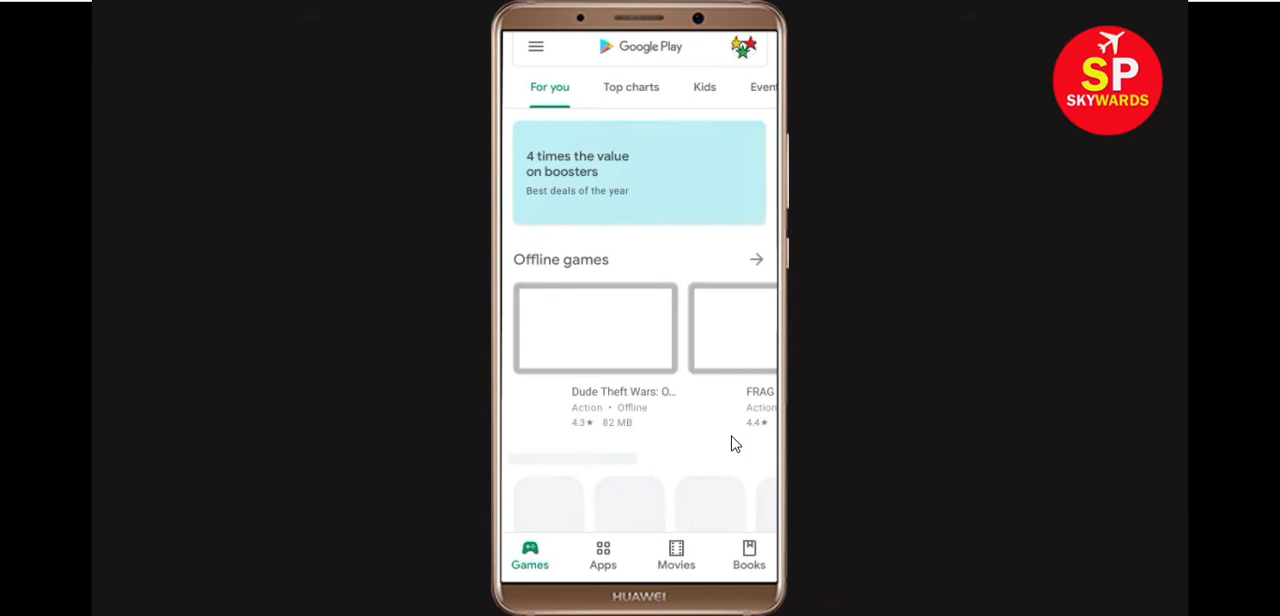 Google Play
For you Top charts Kids Even
4 times the value
on boosters
Best deals of the year
Offline games
Dude Theft Wars: O... FRAG
Action • Offline Action
4.3★ 82 MB 4.4★
Games Apps Movies Books
HUAWEI
SP
SKYWARDS